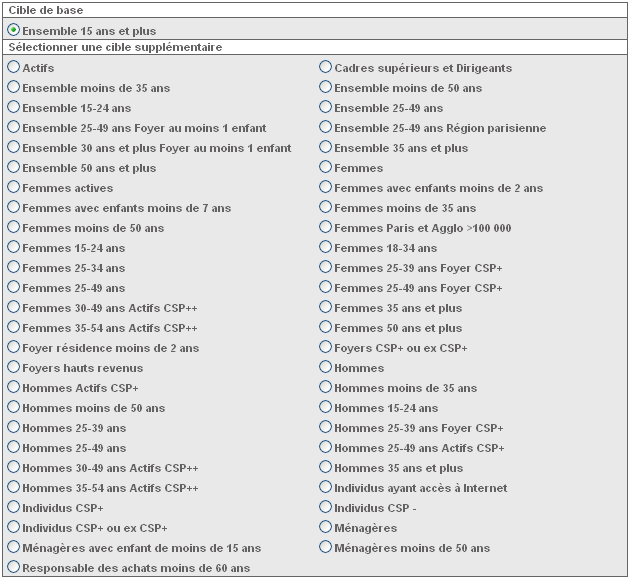 Cible de base
Ensemble 15 ans et plus
Sélectionner une cible supplémentaire
Actifs Cadres supérieurs et Dirigeants
Ensemble moins de 35 ans Ensemble moins de 50 ans
Ensemble 15-24 ans Ensemble 25-49 ans
Ensemble 25-49 ans Foyer au moins 1 enfant Ensemble 25-49 ans Région parisienne
Ensemble 30 ans et plus Foyer au moins 1 enfant Ensemble 35 ans et plus
Ensemble 50 ans et plus Femmes
Femmes actives Femmes avec enfants moins de 2 ans
Femmes avec enfants moins de 7 ans Femmes moins de 35 ans
Femmes moins de 50 ans Femmes Paris et Agglo >100 000
Femmes 15-24 ans Femmes 18-34 ans
Femmes 25-34 ans Femmes 25-39 ans Foyer CSP+
Femmes 25-49 ans Femmes 25-49 ans Foyer CSP+
Femmes 30-49 ans Actifs CSP++ Femmes 35 ans et plus
Femmes 35-54 ans Actifs CSP++ Femmes 50 ans et plus
Foyer résidence moins de 2 ans Foyers CSP+ ou ex CSP+
Foyers hauts revenus Hommes
Hommes Actifs CSP+ Hommes moins de 35 ans
Hommes moins de 50 ans Hommes 15-24 ans
Hommes 25-39 ans Hommes 25-39 ans Foyer CSP+
Hommes 25-49 ans Hommes 25-49 ans Actifs CSP+
Hommes 30-49 ans Actifs CSP++ Hommes 35 ans et plus
Hommes 35-54 ans Actifs CSP++ Individus ayant accès à Internet
Individus CSP+ Individus CSP -
Individus CSP+ ou ex CSP+ Ménagères
Ménagères avec enfant de moins de 15 ans Ménagères moins de 50 ans
Responsable des achats moins de 60 ans